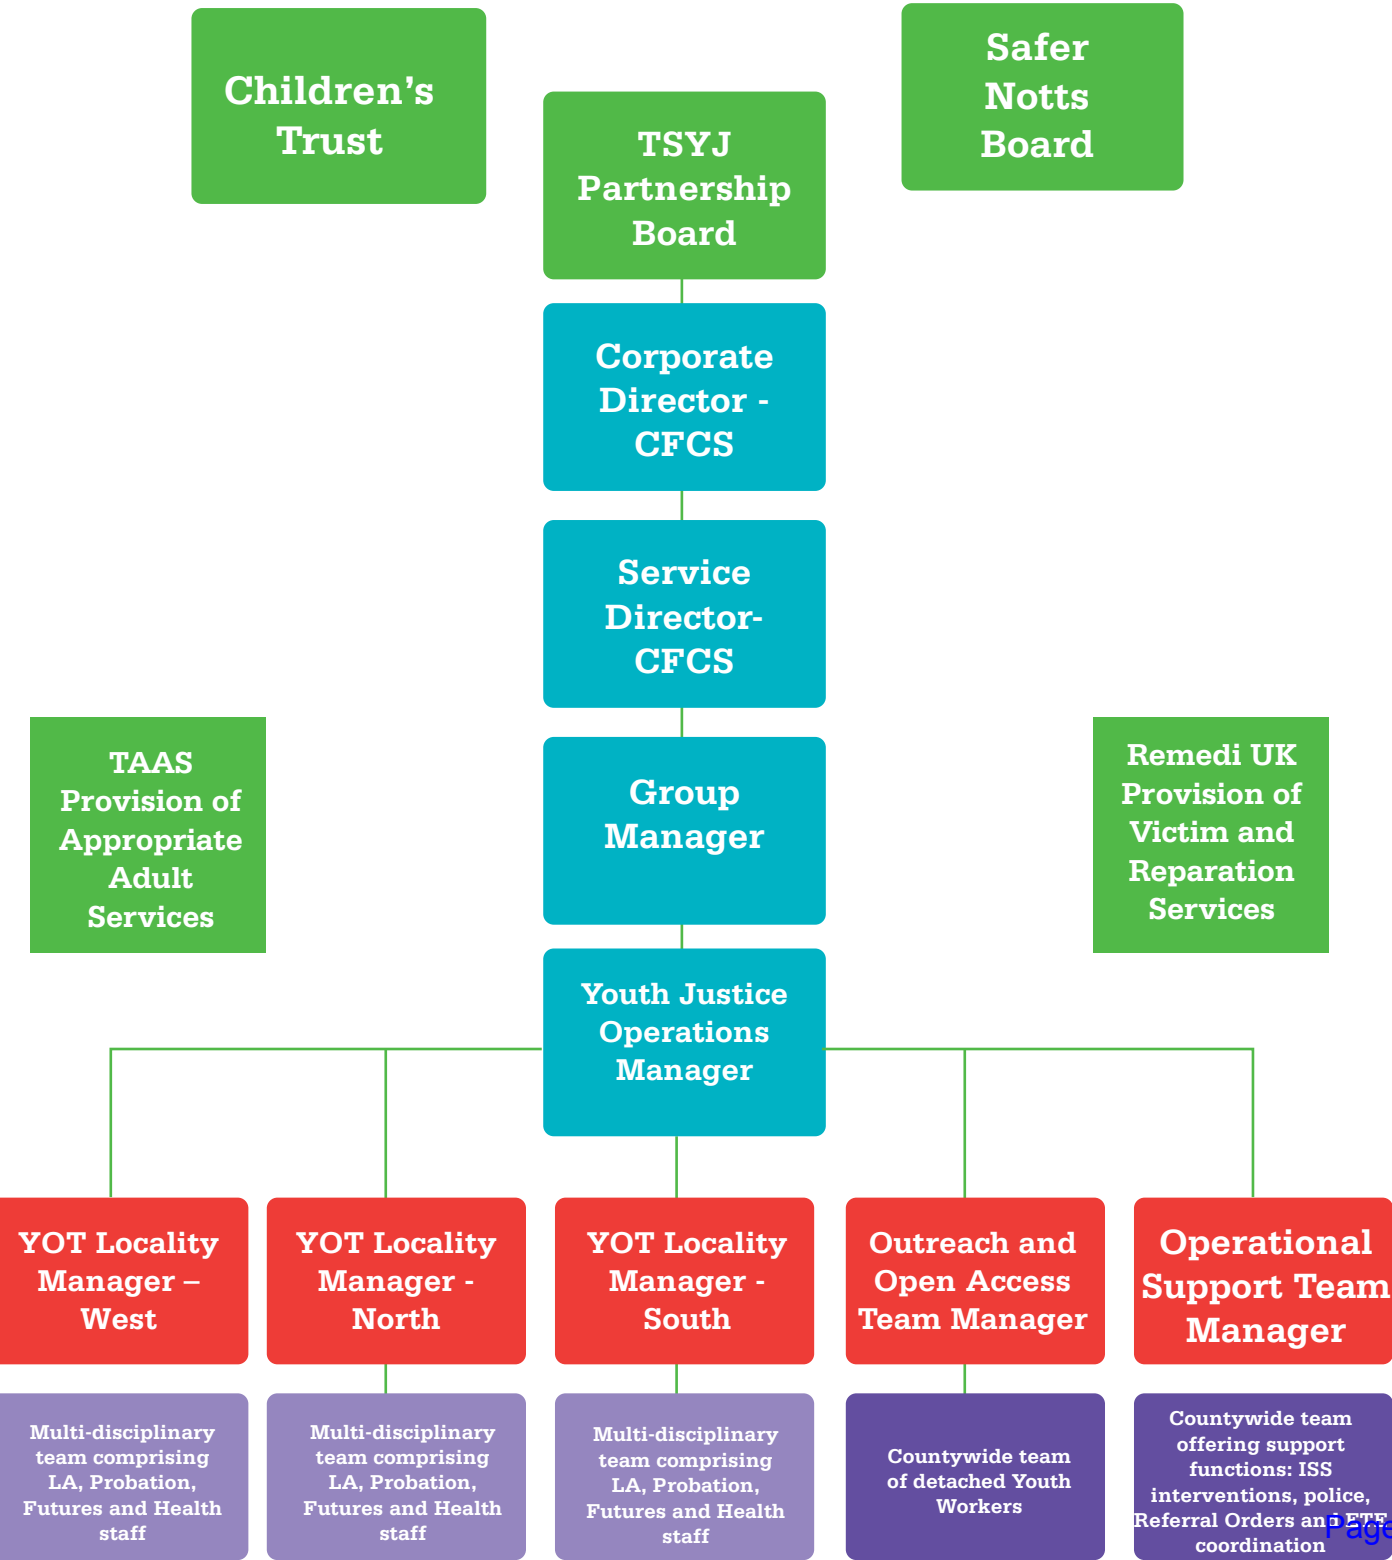 Children’s
Trust
Safer
Notts
Board
TSYJ
Partnership
Board
Corporate
Director -
CFCS
Service
Director-
CFCS
TAAS
Provision of
Appropriate
Adult
Services
Group
Manager
Remedi UK
Provision of
Victim and
Reparation
Services
Youth Justice
Operations
Manager
YOT Locality
Manager –
West
YOT Locality
Manager -
North
YOT Locality
Manager -
South
Outreach and
Open Access
Team Manager
Operational
Support Team
Manager
Multi-disciplinary
team comprising
LA, Probation,
Futures and Health
staff
Multi-disciplinary
team comprising
LA, Probation,
Futures and Health
staff
Multi-disciplinary
team comprising
LA, Probation,
Futures and Health
staff
Countywide team
of detached Youth
Workers
Countywide team
offering support
functions: ISS
interventions, police,
Referral Orders and ETE
coordination
Page